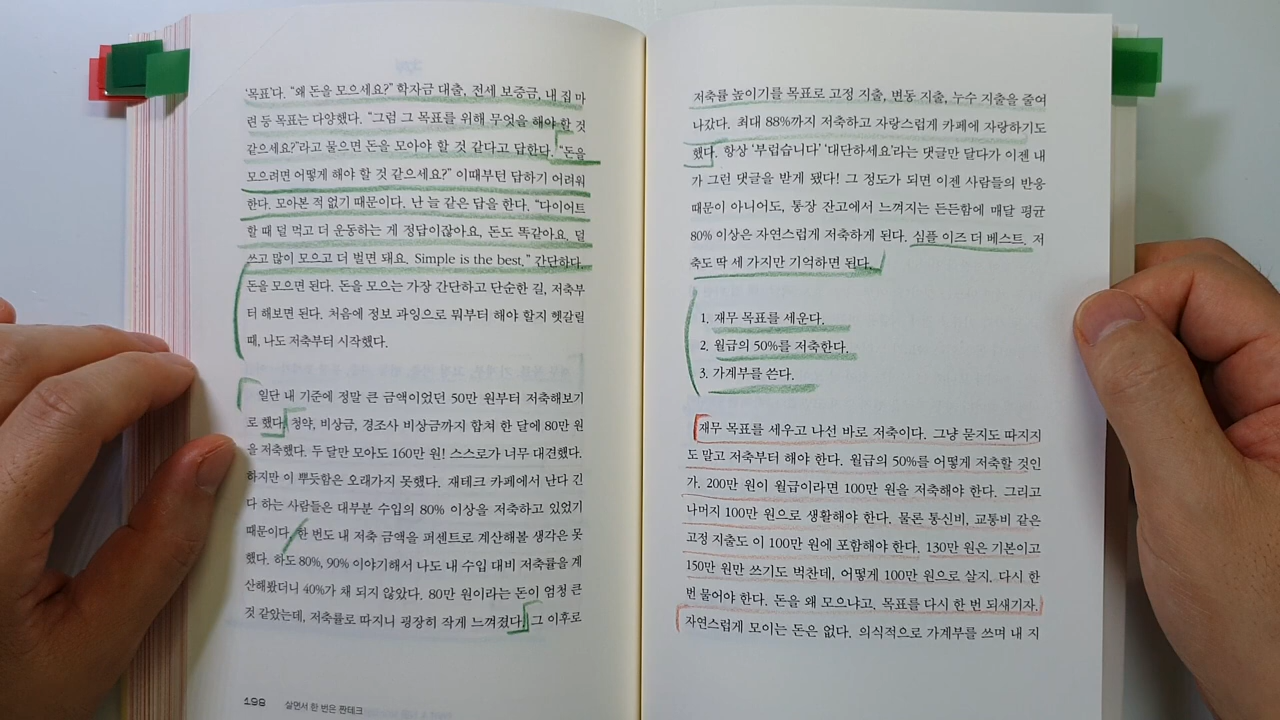 ‘목표’다. “왜 돈을 모으세요?” 학자금 대출, 전세 보증금, 내 집 마
련 등 목표는 다양했다. “그럼 그 목표를 위해 무엇을 해야 할 것
같으세요?”라고 물으면 돈을 모아야 할 것 같다고 답한다. “돈을
모으려면 어떻게 해야 할 것 같으세요?” 이때부턴 답하기 어려워
한다. 모아본 적 없기 때문이다. 난 늘 같은 답을 한다. “다이어트
할 때 덜 먹고 더 운동하는 게 정답이잖아요. 돈도 똑같아요. 덜
쓰고 많이 모으고 더 벌면 돼요. Simple is the best.” 간단하다.
돈을 모으면 된다. 돈을 모으는 가장 간단하고 단순한 길, 저축부
터 해보면 된다. 처음에 정보 과잉으로 뭐부터 해야 할지 헷갈릴
때, 나도 저축부터 시작했다.
일단 내 기준에 정말 큰 금액이었던 50만 원부터 저축해보기
로 했다. 청약, 비상금, 경조사 비상금까지 합쳐 한 달에 80만 원
을 저축했다. 두 달만 모아도 160만 원! 스스로가 너무 대견했다.
하지만 이 뿌듯함은 오래가지 못했다. 재테크 카페에서 난다 긴
다 하는 사람들은 대부분 수입의 80% 이상을 저축하고 있었기
때문이다. 한 번도 내 저축 금액을 퍼센트로 계산해볼 생각은 못
했다. 하도 80%, 90% 이야기해서 나도 내 수입 대비 저축률을 계
산해봤더니 40%가 채 되지 않았다. 80만 원이라는 돈이 엄청 큰
것 같았는데, 저축률로 따지니 굉장히 작게 느껴졌다. 그 이후로
198 살면서 한 번은 짠테크
저축률 높이기를 목표로 고정 지출, 변동 지출, 누수 지출을 줄여
나갔다. 최대 88%까지 저축하고 자랑스럽게 카페에 자랑하기도
했다. 항상 ‘부럽습니다’ ‘대단하세요’라는 댓글만 달다가 이젠 내
가 그런 댓글을 받게 됐다! 그 정도가 되면 이젠 사람들의 반응
때문이 아니어도, 통장 잔고에서 느껴지는 든든함에 매달 평균
80% 이상은 자연스럽게 저축하게 된다. 심플 이즈 더 베스트. 저
축도 딱 세 가지만 기억하면 된다.
1. 재무 목표를 세운다.
2. 월급의 50%를 저축한다.
3. 가계부를 쓴다.
재무 목표를 세우고 나선 바로 저축이다. 그냥 묻지도 따지지
도 말고 저축부터 해야 한다. 월급의 50%를 어떻게 저축할 것인
가. 200만 원이 월급이라면 100만 원을 저축해야 한다. 그리고
나머지 100만 원으로 생활해야 한다. 물론 통신비, 교통비 같은
고정 지출도 이 100만 원에 포함해야 한다. 130만 원은 기본이고
150만 원만 쓰기도 벅찬데, 어떻게 100만 원으로 살지. 다시 한
번 물어야 한다. 돈을 왜 모으냐고. 목표를 다시 한 번 되새기자.
자연스럽게 모이는 돈은 없다. 의식적으로 가계부를 쓰며 내 지